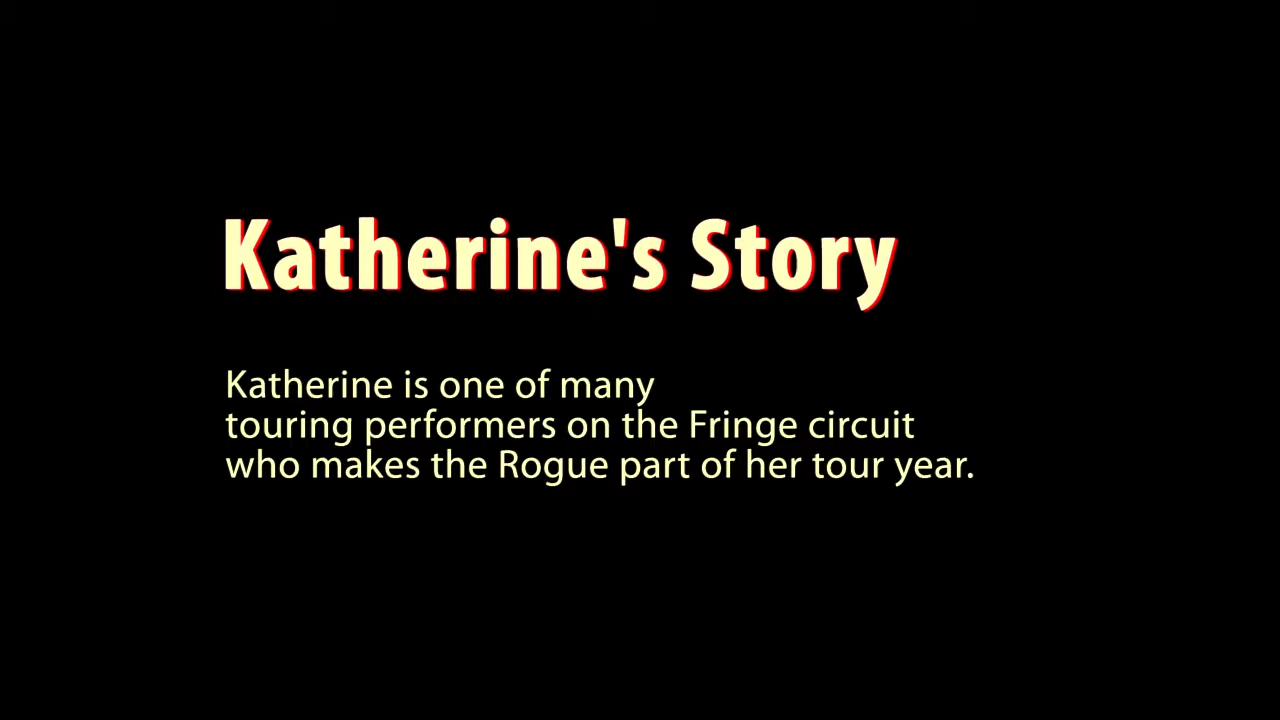 Katherine's Story
Katherine is one of many
touring performers on the Fringe circuit
who makes the Rogue part of her tour year.